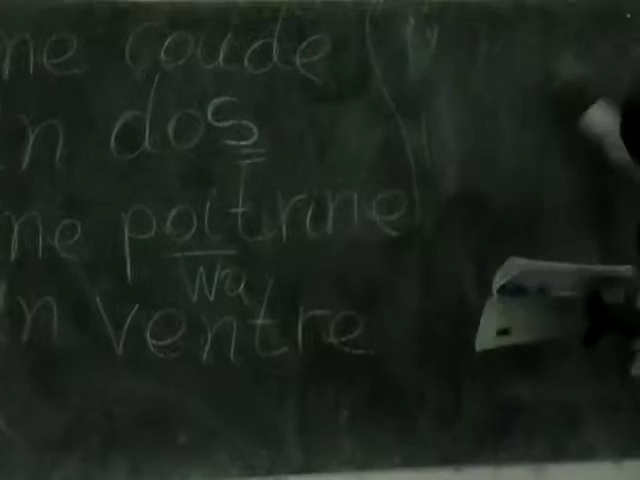 ne coude
n dos
ne poitrine
wa
n ventre